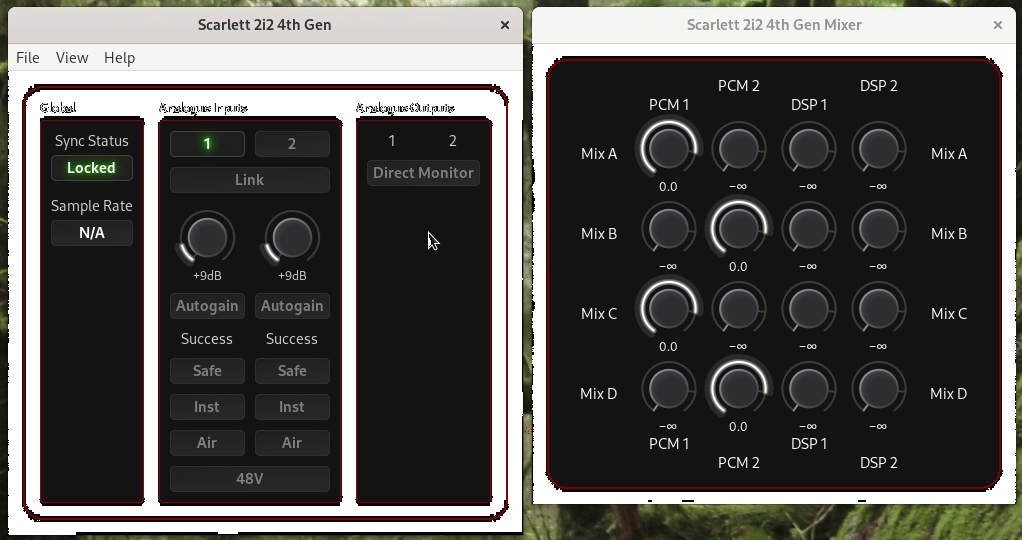 Scarlett 2i2 4th Gen
File View Help
Global
Analogue Inputs
Analogue Outputs
Sync Status
Locked
Sample Rate
N/A
1 2
Link
+9dB +9dB
Autogain Autogain
Success Success
Safe Safe
Inst Inst
Air Air
48V
1 2
Direct Monitor
Scarlett 2i2 4th Gen Mixer
PCM 2 DSP 2
PCM 1 DSP 1
Mix A Mix A
0.0 −∞ −∞ −∞
Mix B Mix B
−∞ 0.0 −∞ −∞
Mix C Mix C
0.0 −∞ −∞ −∞
Mix D Mix D
−∞ 0.0 −∞ −∞
PCM 1 DSP 1
PCM 2 DSP 2